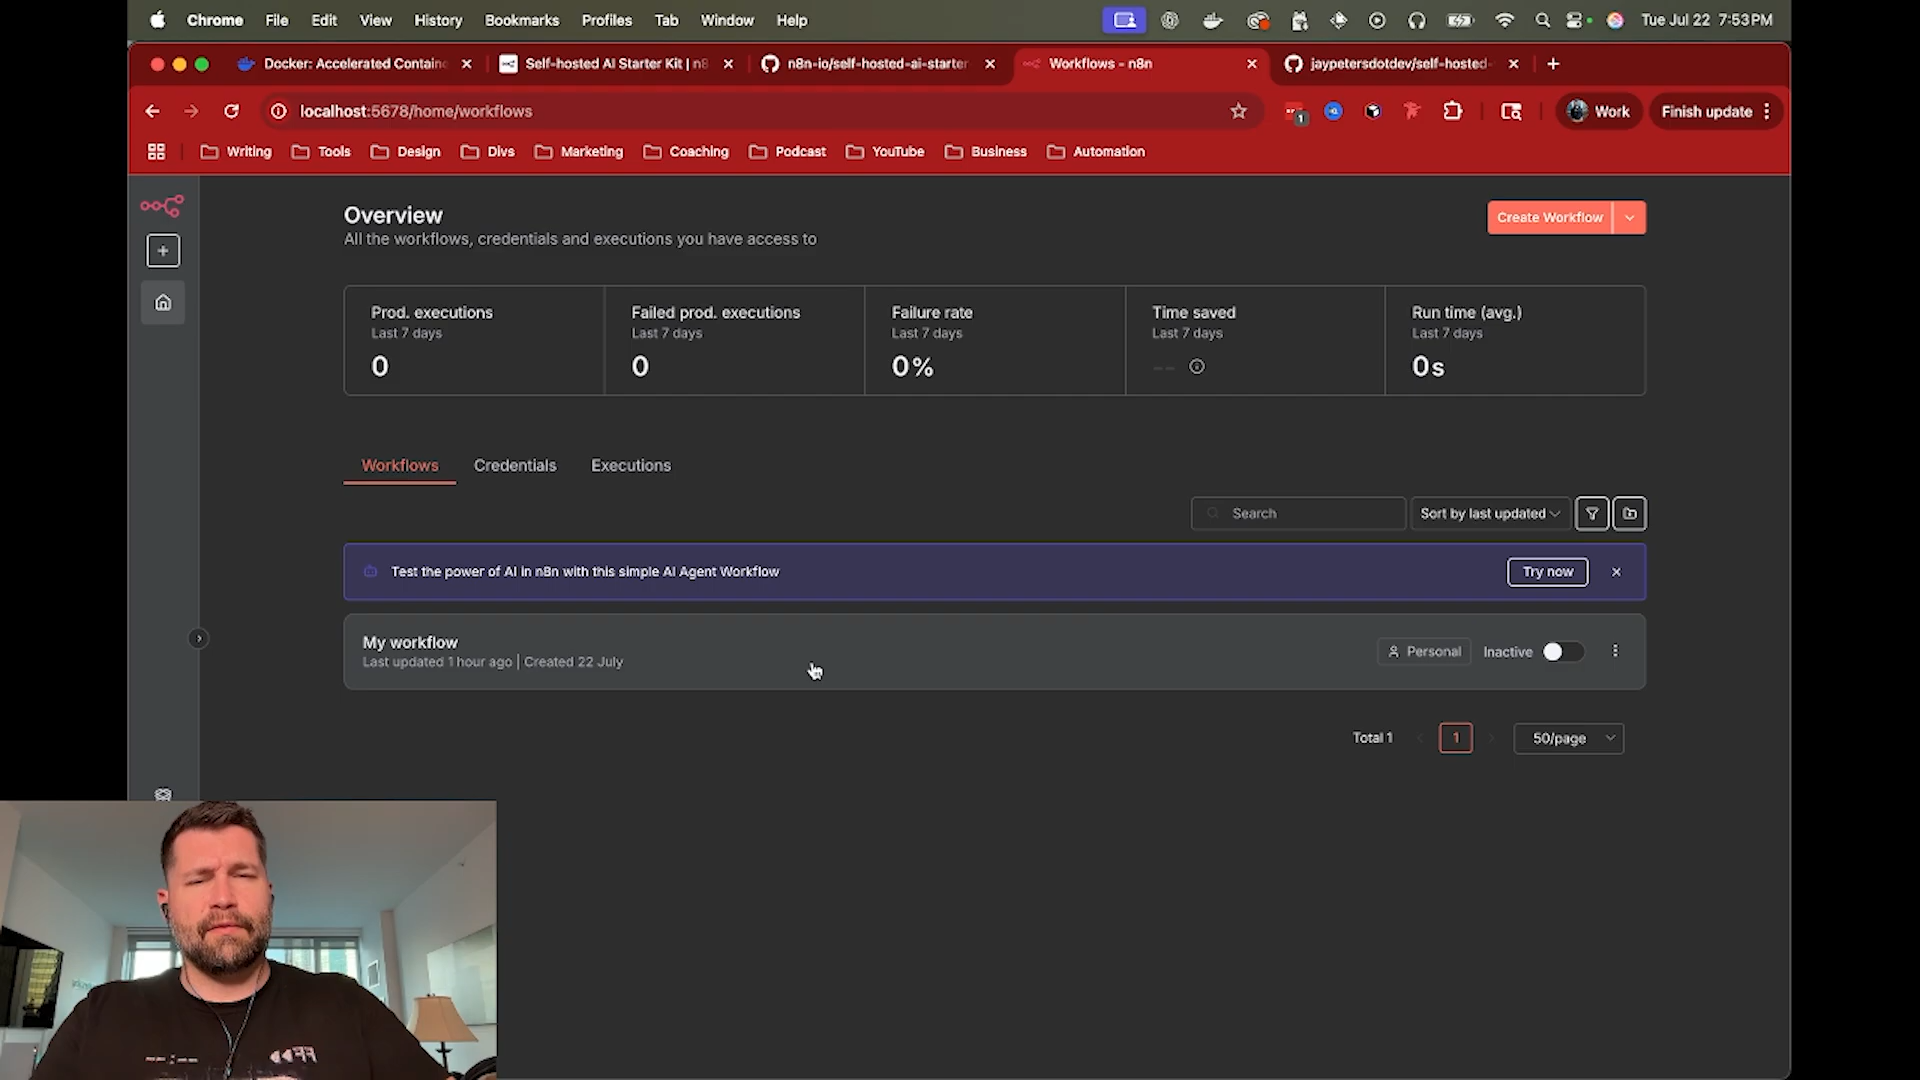 Chrome File Edit View History Bookmarks Profiles Tab Window Help Tue Jul 22 7:53 PM
Docker: Accelerated Containe Self-hosted AI Starter Kit | n8 n8n-io/self-hosted-ai-starter Workflows - n8n jaypetersdotdev/self-hosted-
localhost:5678/home/workflows 1 Work Finish update
Writing Tools Design Divs Marketing Coaching Podcast YouTube Business Automation
Overview
Create Workflow
All the workflows, credentials and executions you have access to
Prod. executions Failed prod. executions Failure rate Time saved Run time (avg.)
Last 7 days Last 7 days Last 7 days Last 7 days Last 7 days
0 0 0% -- 0s
Workflows Credentials Executions
Search Sort by last updated
Test the power of AI in n8n with this simple AI Agent Workflow Try now
My workflow
Last updated 1 hour ago | Created 22 July
Personal Inactive
Total 1 1 50/page